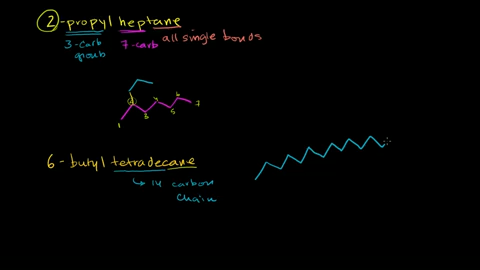 2-propyl heptane
3-carb group
7-carb
all single bonds
1 2 3 4 5 6 7
6-butyl tetradecane
↳ 14 carbon
chain